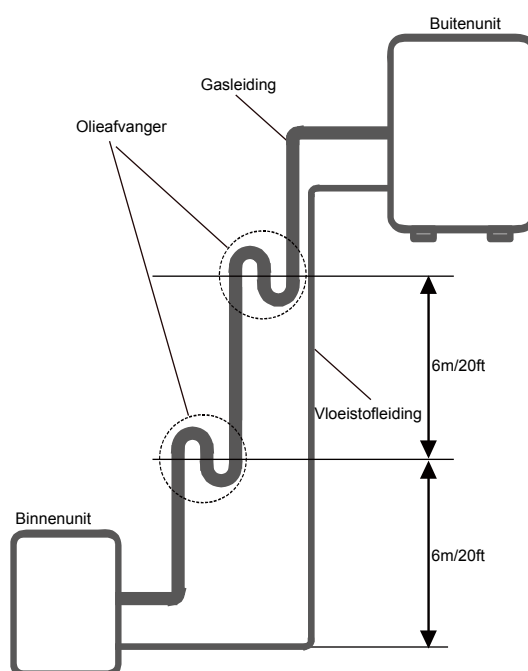 Buitenunit
Gasleiding
Olieafvanger
6m/20ft
Vloeistofleiding
Binnenunit
6m/20ft